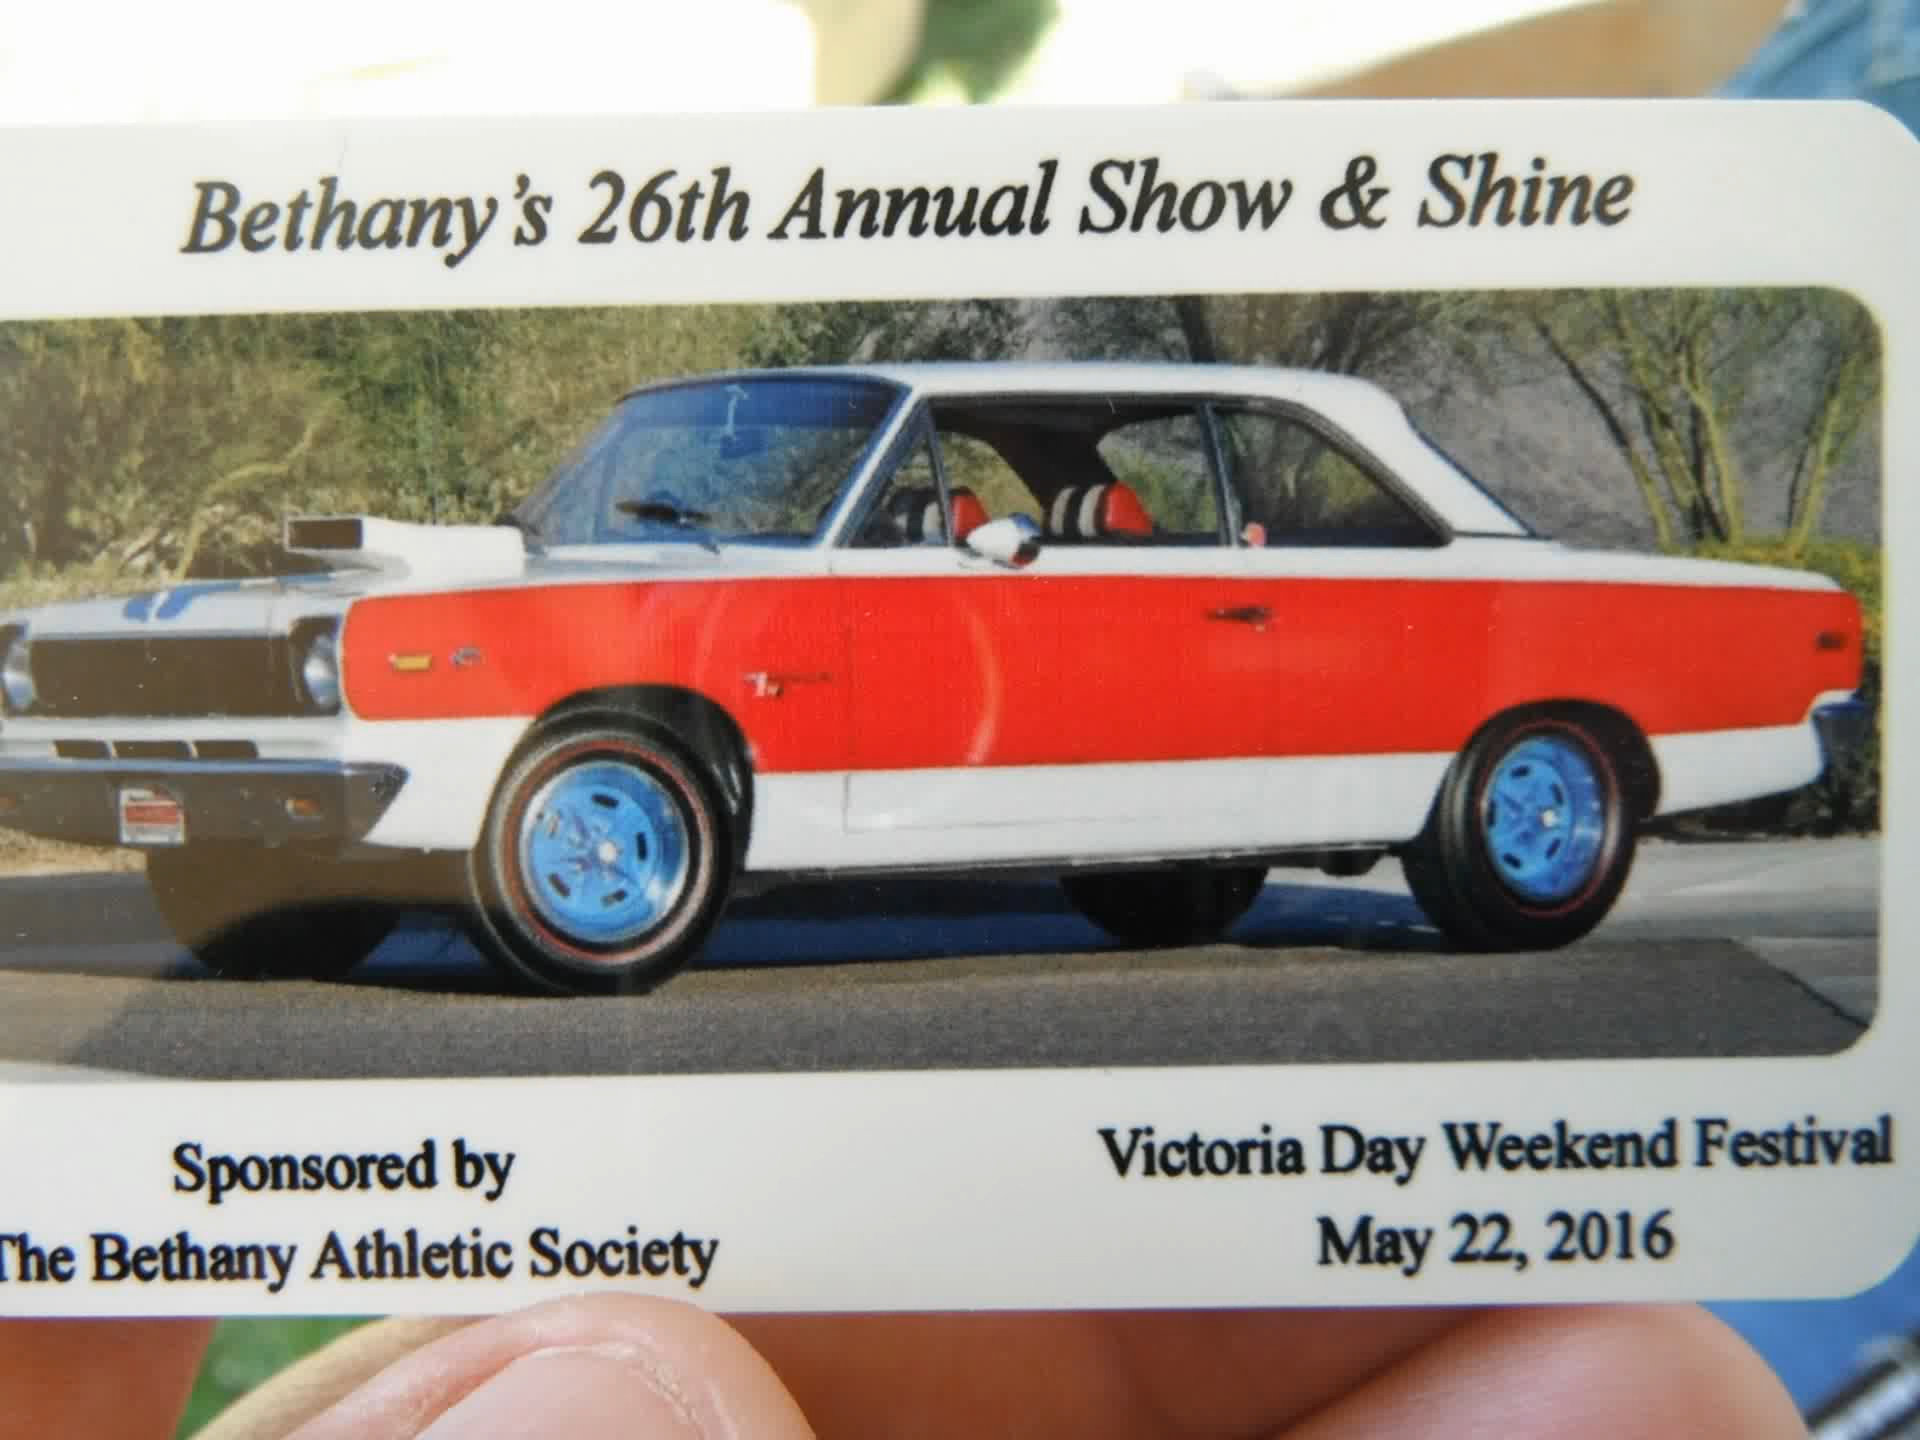 Bethany's 26th Annual Show & Shine
Sponsored by
The Bethany Athletic Society
Victoria Day Weekend Festival
May 22, 2016